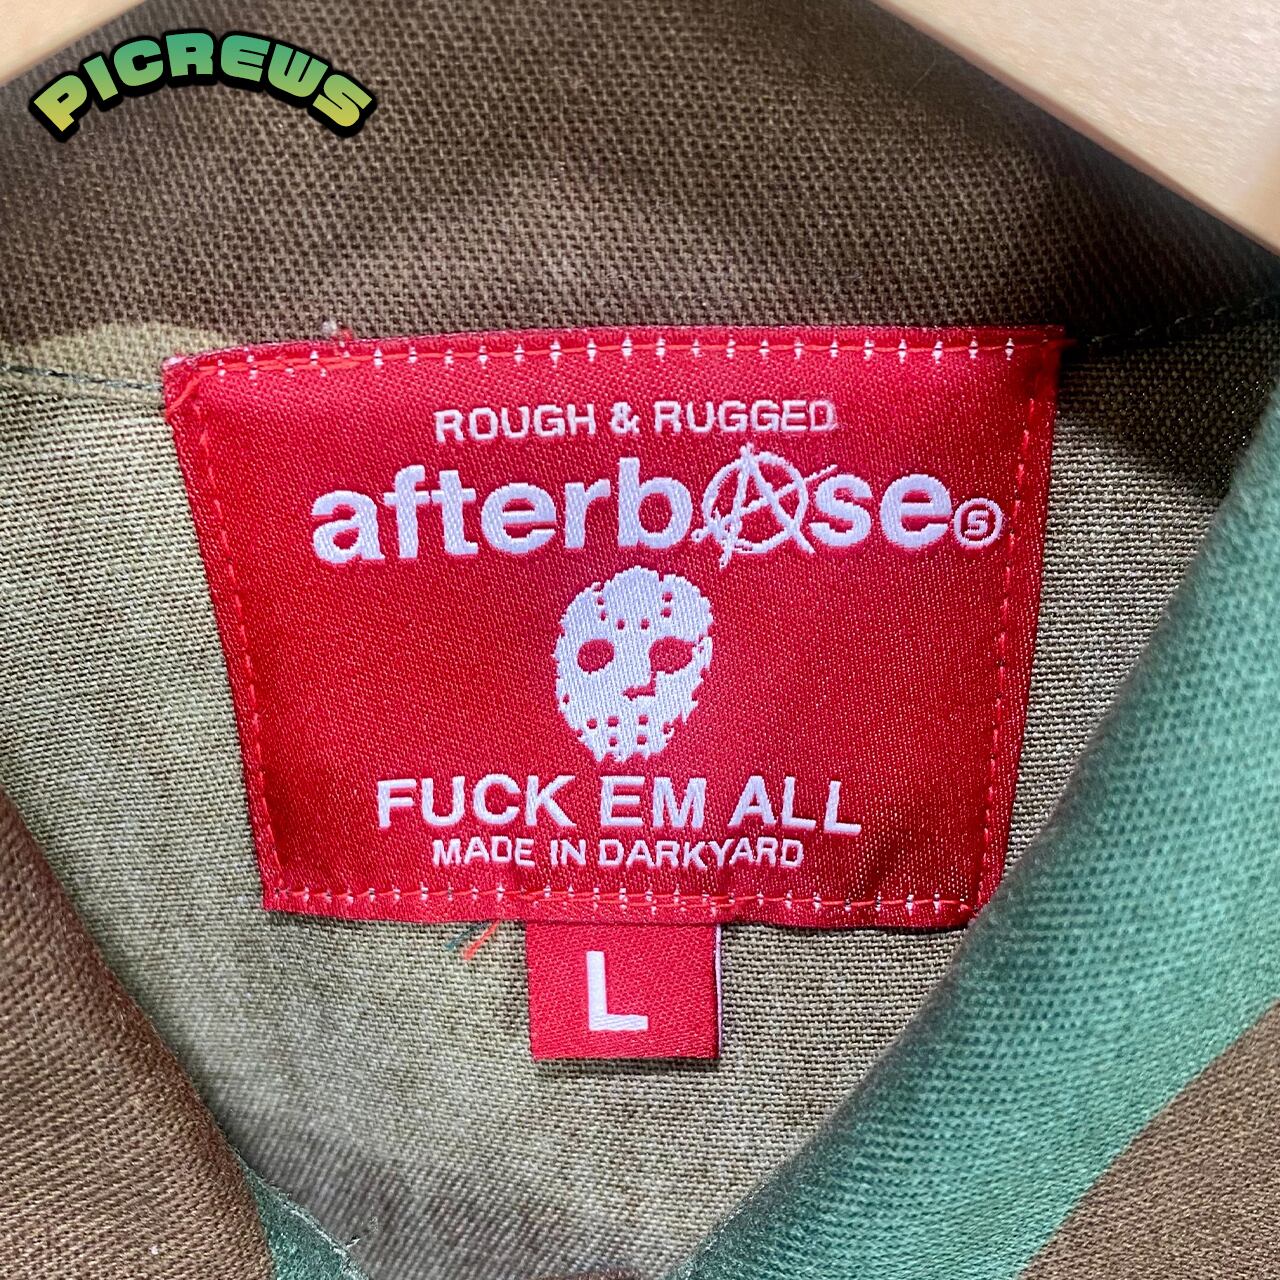 PICREWS
ROUGH & RUGGED
afterbAse Ⓢ
FUCK EM ALL
MADE IN DARKYARD
L